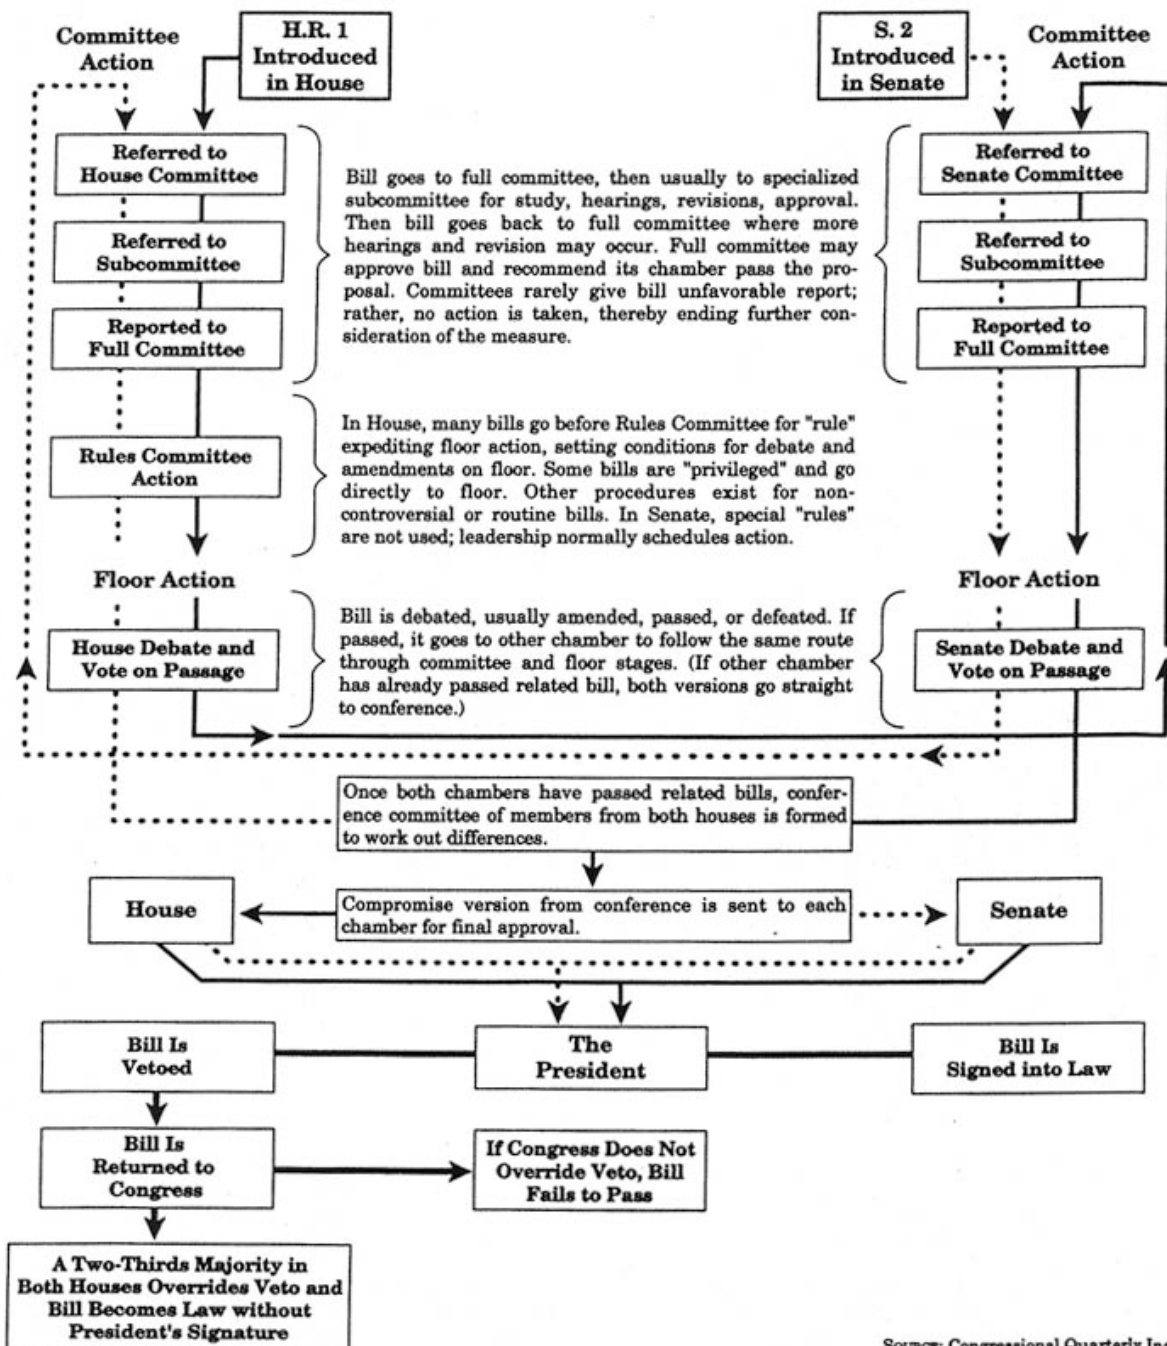 Committee
Action
H.R. 1
Introduced
in House
S. 2
Introduced
in Senate
Committee
Action
Referred to
House Committee
Referred to
Subcommittee
Reported to
Full Committee
Bill goes to full committee, then usually to specialized
subcommittee for study, hearings, revisions, approval.
Then bill goes back to full committee where more
hearings and revision may occur. Full committee may
approve bill and recommend its chamber pass the pro-
posal. Committees rarely give bill unfavorable report;
rather, no action is taken, thereby ending further con-
sideration of the measure.
Referred to
Senate Committee
Referred to
Subcommittee
Reported to
Full Committee
Rules Committee
Action
In House, many bills go before Rules Committee for "rule"
expediting floor action, setting conditions for debate and
amendments on floor. Some bills are "privileged" and go
directly to floor. Other procedures exist for non-
controversial or routine bills. In Senate, special "rules"
are not used; leadership normally schedules action.
Floor Action
House Debate and
Vote on Passage
Bill is debated, usually amended, passed, or defeated. If
passed, it goes to other chamber to follow the same route
through committee and floor stages. (If other chamber
has already passed related bill, both versions go straight
to conference.)
Floor Action
Senate Debate and
Vote on Passage
Once both chambers have passed related bills, confer-
ence committee of members from both houses is formed
to work out differences.
House
Compromise version from conference is sent to each
chamber for final approval.
Senate
Bill Is
Vetoed
The
President
Bill Is
Signed into Law
Bill Is
Returned to
Congress
If Congress Does Not
Override Veto, Bill
Fails to Pass
A Two-Thirds Majority in
Both Houses Overrides Veto and
Bill Becomes Law without
President's Signature
Source: Congressional Quarterly Inc